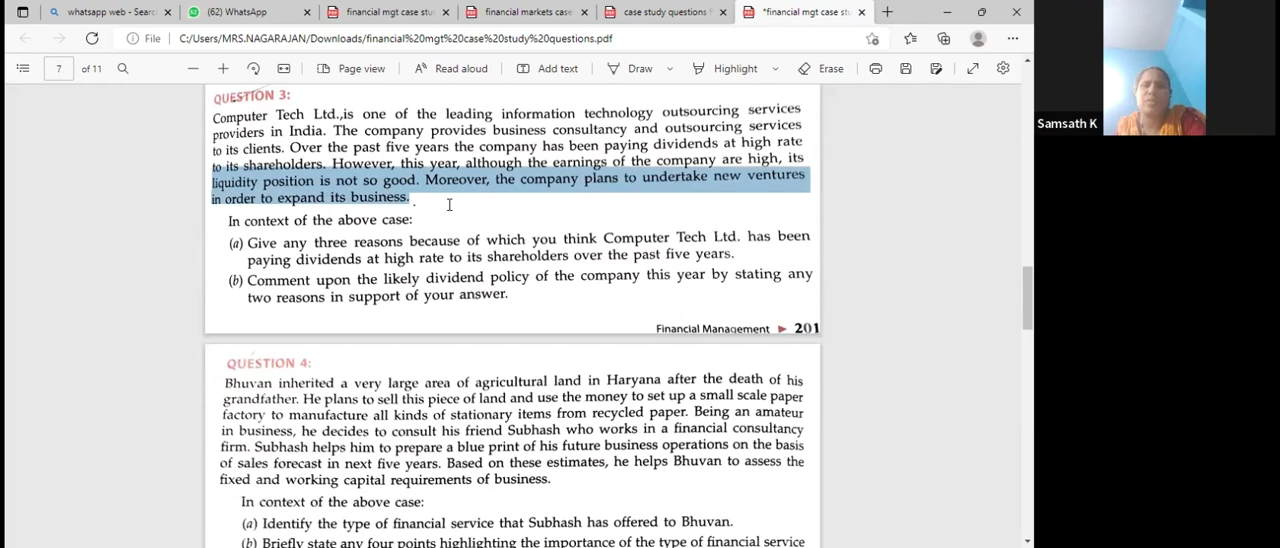 whatsapp web - Searc
(62) WhatsApp
financial mgt case stu
financial markets case
case study questions f
*financial mgt case stu
File
C:/Users/MRS.NAGARAJAN/Downloads/financial%20mgt%20case%20study%20questions.pdf
7 of 11
Page view
Read aloud
Add text
Draw
Highlight
Erase
QUESTION 3:
Computer Tech Ltd.,is one of the leading information technology outsourcing services
providers in India. The company provides business consultancy and outsourcing services
to its clients. Over the past five years the company has been paying dividends at high rate
to its shareholders. However, this year, although the earnings of the company are high, its
liquidity position is not so good. Moreover, the company plans to undertake new ventures
in order to expand its business.
In context of the above case:
(a) Give any three reasons because of which you think Computer Tech Ltd. has been
paying dividends at high rate to its shareholders over the past five years.
(b) Comment upon the likely dividend policy of the company this year by stating any
two reasons in support of your answer.
Financial Management ► 201
QUESTION 4:
Bhuvan inherited a very large area of agricultural land in Haryana after the death of his
grandfather. He plans to sell this piece of land and use the money to set up a small scale paper
factory to manufacture all kinds of stationary items from recycled paper. Being an amateur
in business, he decides to consult his friend Subhash who works in a financial consultancy
firm. Subhash helps him to prepare a blue print of his future business operations on the basis
of sales forecast in next five years. Based on these estimates, he helps Bhuvan to assess the
fixed and working capital requirements of business.
In context of the above case:
(a) Identify the type of financial service that Subhash has offered to Bhuvan.
(b) Briefly state any four points highlighting the importance of the type of financial service
Samsath K